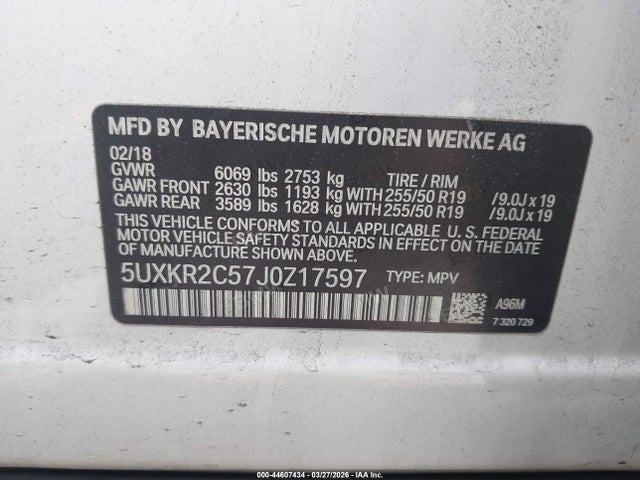 MFD BY BAYERISCHE MOTOREN WERKE AG
02/18
GVWR 6069 lbs 2753 kg TIRE / RIM
GAWR FRONT 2630 lbs 1193 kg WITH 255/50 R19 /9.0J x 19
GAWR REAR 3589 lbs 1628 kg WITH 255/50 R19 /9.0J x 19
THIS VEHICLE CONFORMS TO ALL APPLICABLE U. S. FEDERAL
MOTOR VEHICLE SAFETY STANDARDS IN EFFECT ON THE DATE
OF MANUFACTURE SHOWN ABOVE.
5UXKR2C57J0Z17597 TYPE: MPV
A96M
7 320 729
000-44607434 - 03/27/2026 - IAA Inc.